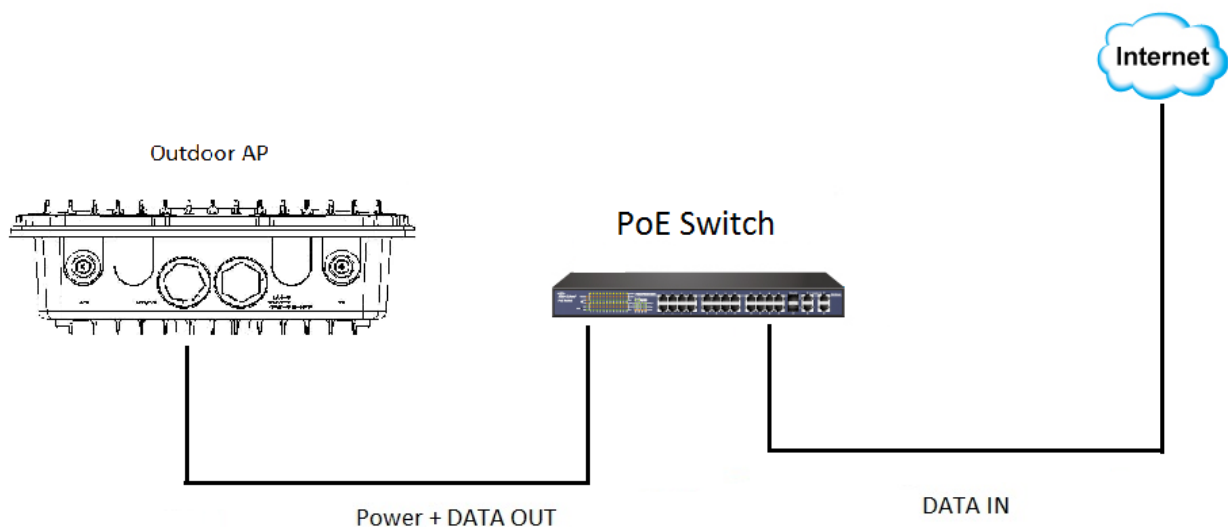 Internet
Outdoor AP
PoE Switch
Power + DATA OUT
DATA IN